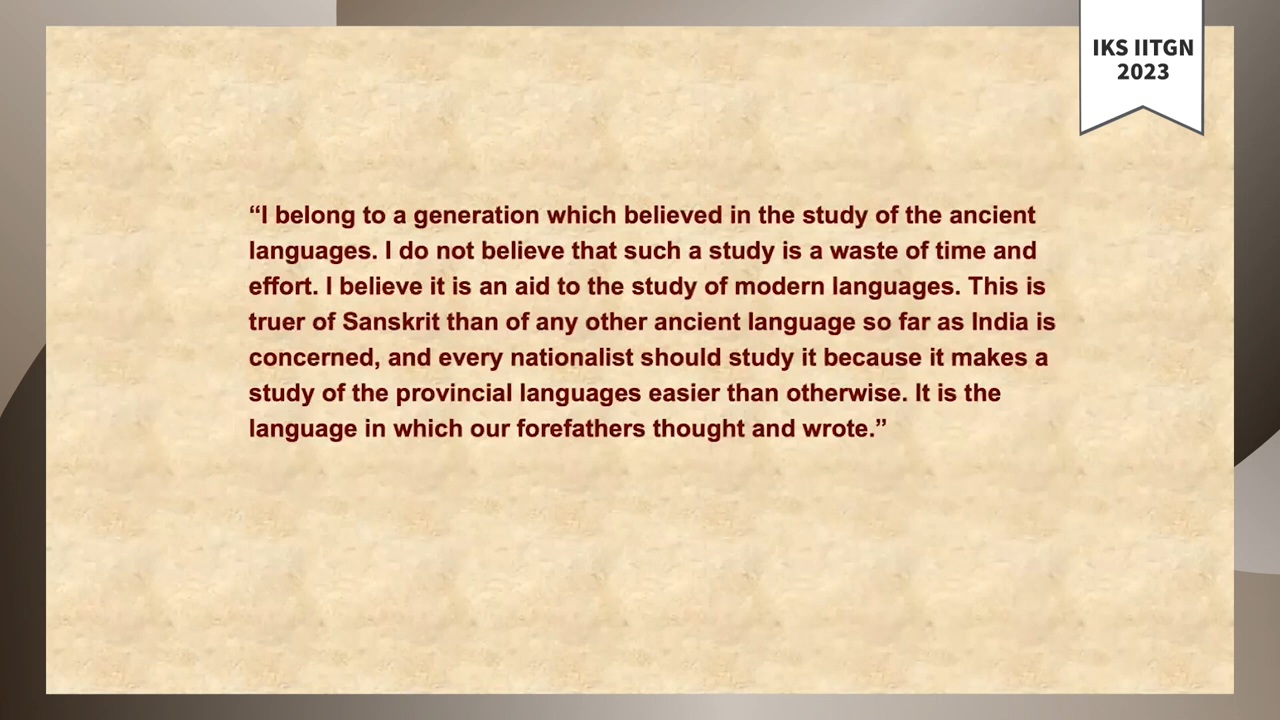 IKS IITGN
2023
“I belong to a generation which believed in the study of the ancient
languages. I do not believe that such a study is a waste of time and
effort. I believe it is an aid to the study of modern languages. This is
truer of Sanskrit than of any other ancient language so far as India is
concerned, and every nationalist should study it because it makes a
study of the provincial languages easier than otherwise. It is the
language in which our forefathers thought and wrote.”